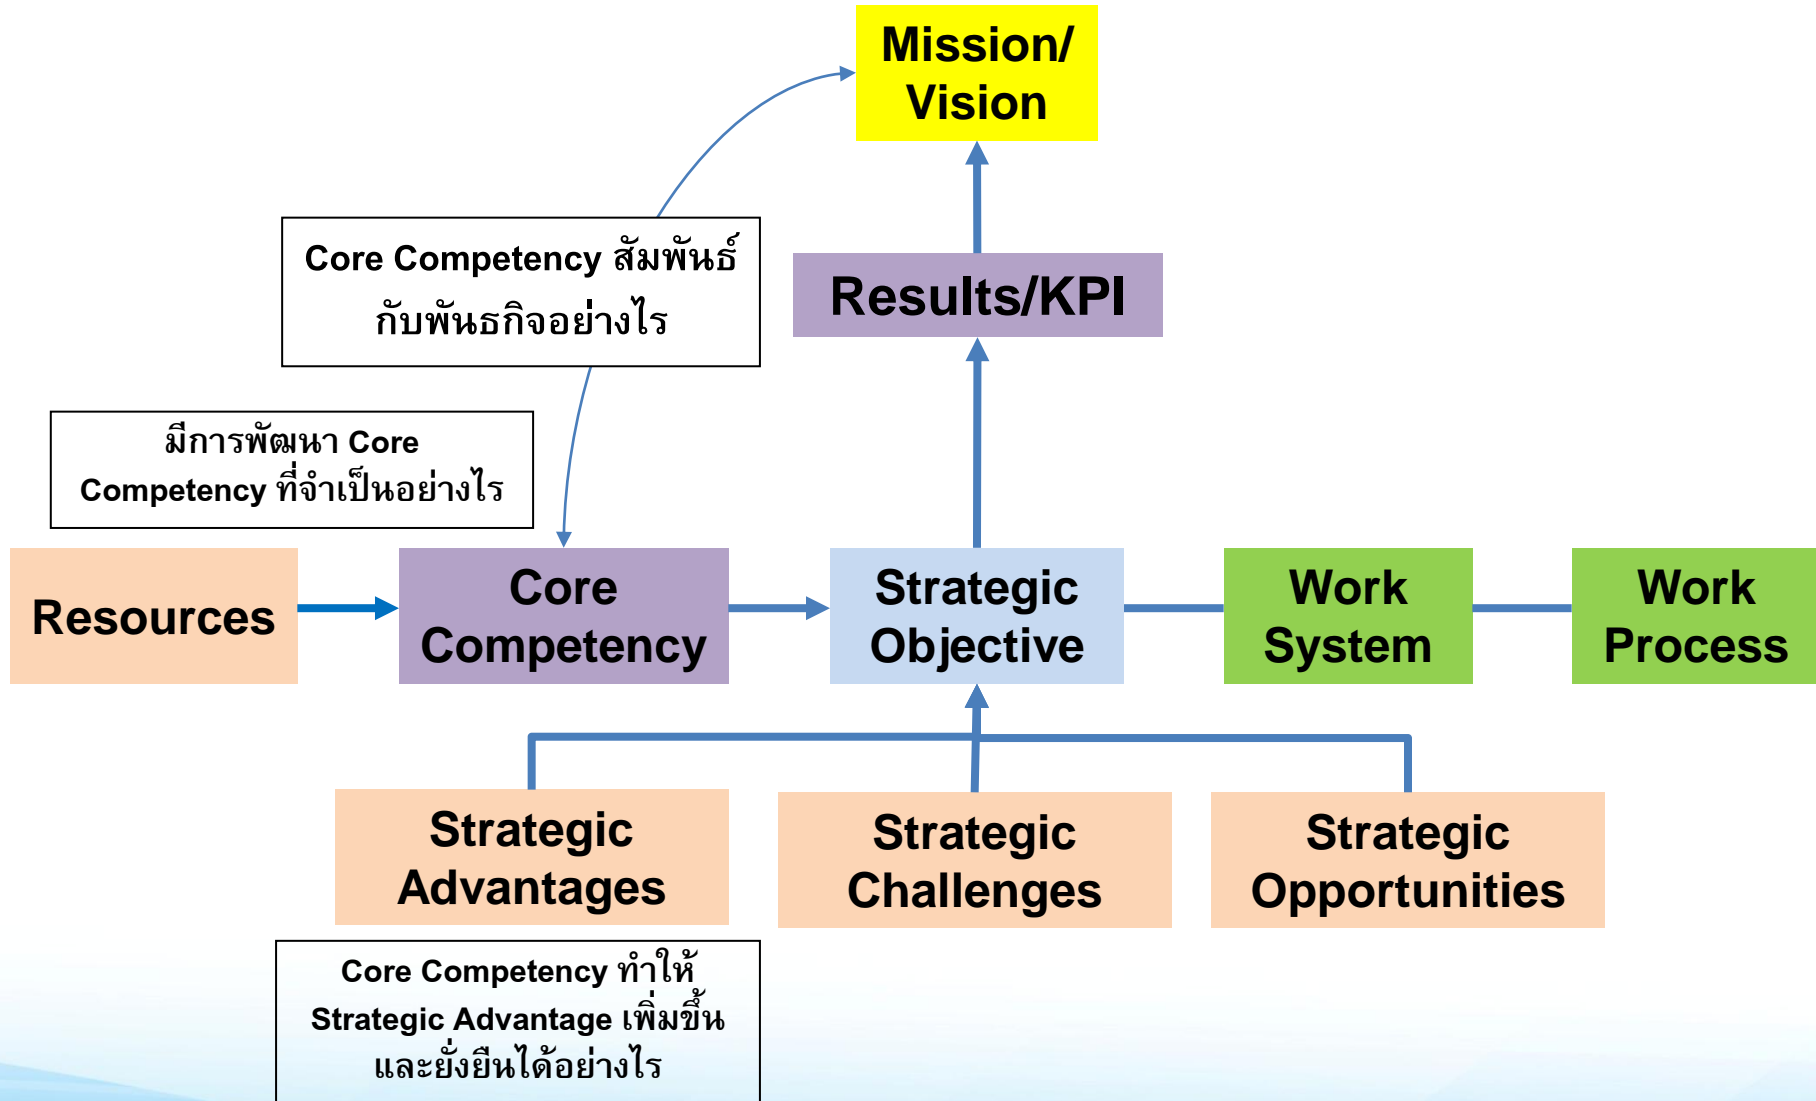 Mission/
Vision
Core Competency สัมพันธ์
กับพันธกิจอย่างไร
Results/KPI
มีการพัฒนา Core
Competency ที่จำเป็นอย่างไร
Resources
Core
Competency
Strategic
Objective
Work
System
Work
Process
Strategic
Advantages
Strategic
Challenges
Strategic
Opportunities
Core Competency ทำให้
Strategic Advantage เพิ่มขึ้น
และยั่งยืนได้อย่างไร